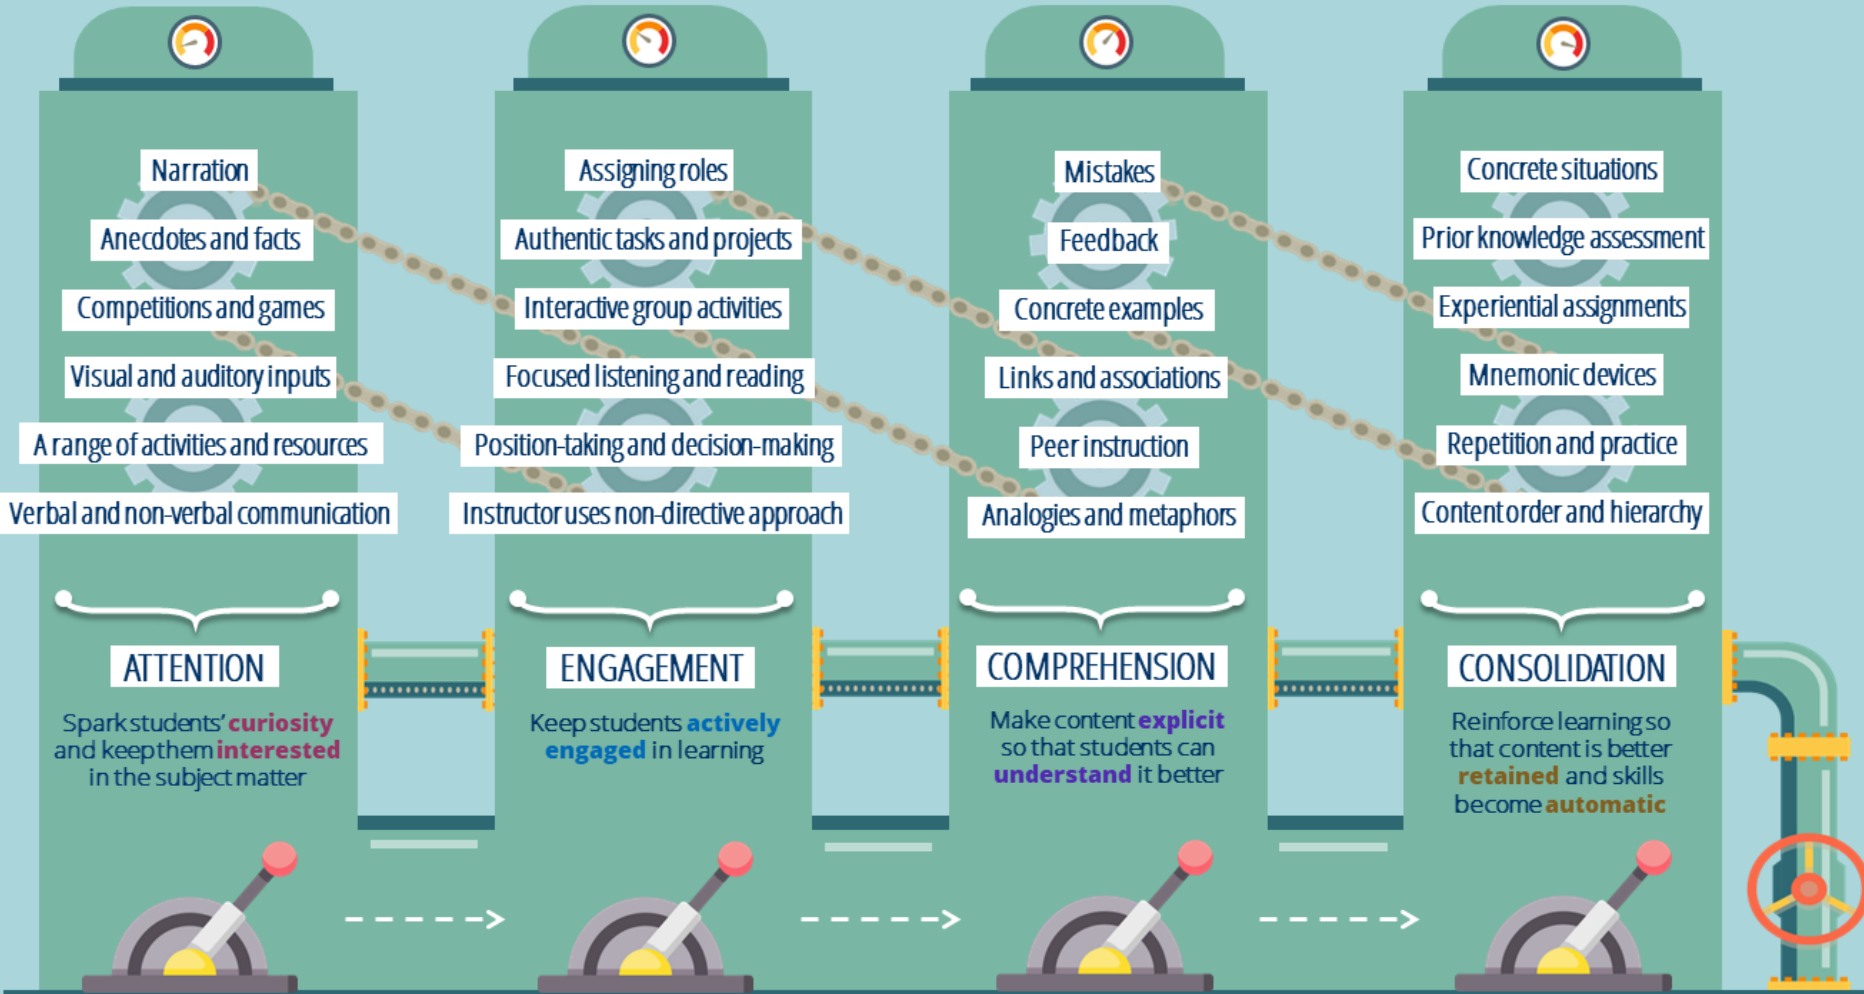 Narration
Anecdotes and facts
Competitions and games
Visual and auditory inputs
A range of activities and resources
Verbal and non-verbal communication
ATTENTION
Spark students' curiosity
and keep them interested
in the subject matter
Assigning roles
Authentic tasks and projects
Interactive group activities
Focused listening and reading
Position-taking and decision-making
Instructor uses non-directive approach
ENGAGEMENT
Keep students actively
engaged in learning
Mistakes
Feedback
Concrete examples
Links and associations
Peer instruction
Analogies and metaphors
COMPREHENSION
Make content explicit
so that students can
understand it better
Concrete situations
Prior knowledge assessment
Experiential assignments
Mnemonic devices
Repetition and practice
Content order and hierarchy
CONSOLIDATION
Reinforce learning so
that content is better
retained and skills
become automatic